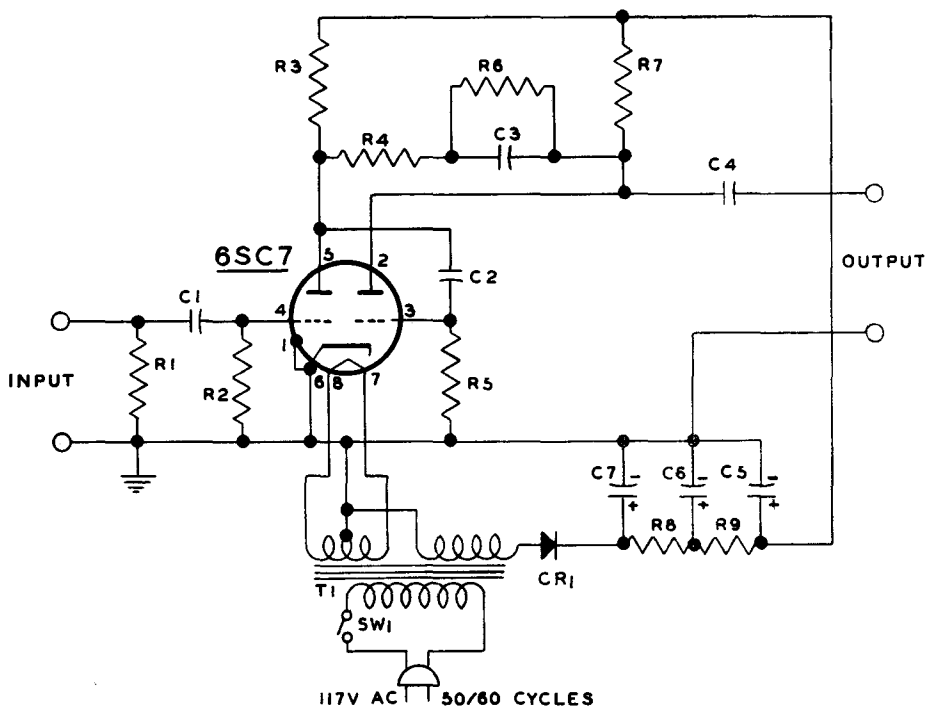 R3
R6
R7
R4
C3
C4
6SC7
5
2
C2
OUTPUT
C1
4
3
1
R1
R2
6
8
7
R5
INPUT
C7
-
C6
-
C5
-
+
+
+
R8
R9
T1
CR1
SW1
117V AC 50/60 CYCLES